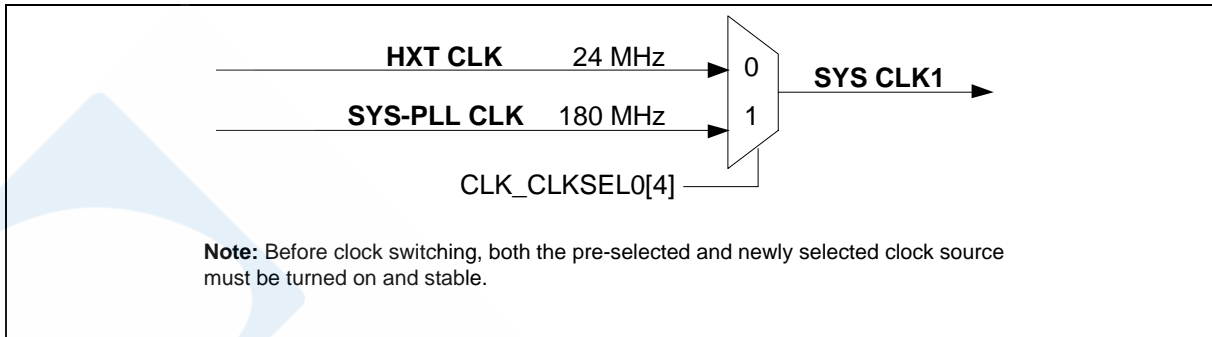 HXT CLK 24 MHz
0
SYS CLK1
SYS-PLL CLK 180 MHz
1
CLK_CLKSEL0[4]
Note: Before clock switching, both the pre-selected and newly selected clock source
must be turned on and stable.